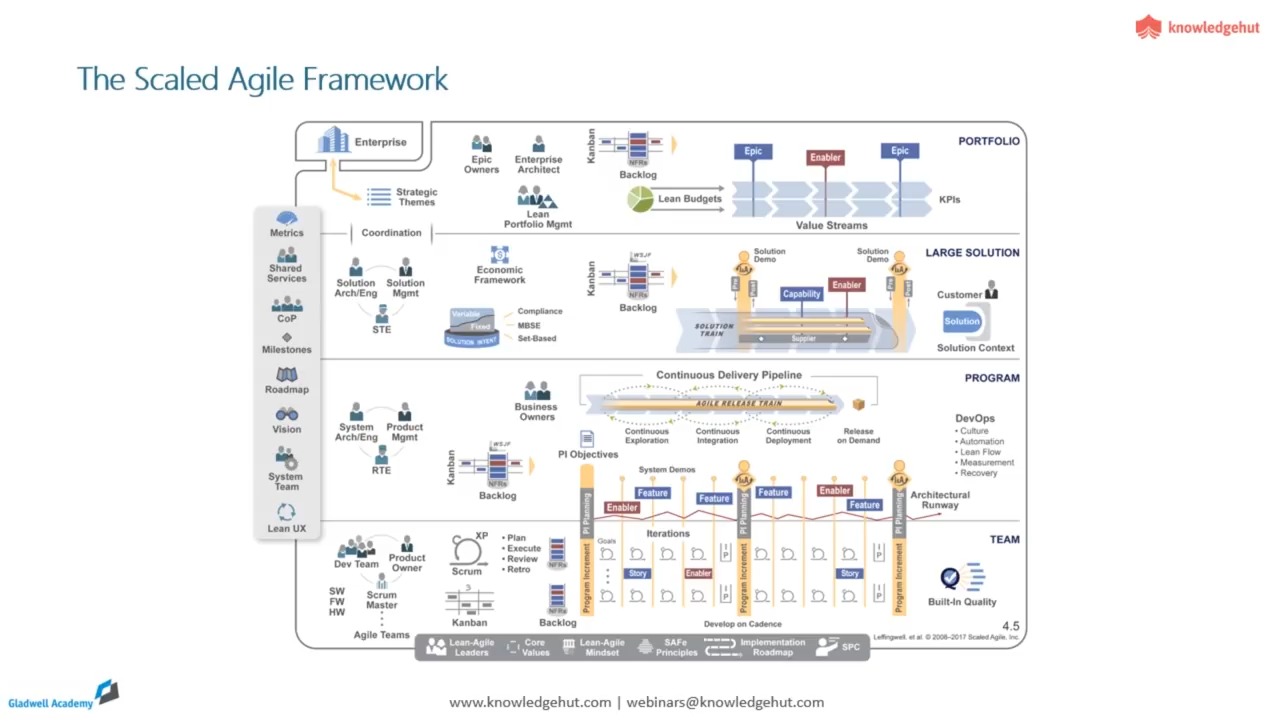 knowledgehut
The Scaled Agile Framework
Enterprise
Strategic
Themes
Epic
Owners
Enterprise
Architect
Lean
Portfolio Mgmt
Kanban
NFRs
Backlog
Lean Budgets
Epic
Enabler
Epic
Value Streams
KPIs
PORTFOLIO
Metrics
Shared
Services
CoP
Milestones
Roadmap
Vision
System
Team
Lean UX
Coordination
Solution
Arch/Eng
Solution
Mgmt
STE
Economic
Framework
Variable
Fixed
SOLUTION INTENT
Compliance
MBSE
Set-Based
Kanban
WSJF
NFRs
Backlog
Solution
Demo
Solution
Demo
I&A
I&A
Pre
Post
Pre
Post
Capability
Enabler
SOLUTION
TRAIN
Supplier
LARGE SOLUTION
Customer
Solution
Solution Context
System
Arch/Eng
Product
Mgmt
RTE
Business
Owners
Kanban
WSJF
NFRs
Backlog
PI Objectives
Continuous Delivery Pipeline
AGILE RELEASE TRAIN
Continuous
Exploration
Continuous
Integration
Continuous
Deployment
Release
on Demand
PROGRAM
DevOps
• Culture
• Automation
• Lean Flow
• Measurement
• Recovery
System Demos
PI Planning
Enabler
Feature
Feature
I&A
PI Planning
Feature
Enabler
Feature
I&A
PI Planning
Architectural
Runway
Dev Team
Product
Owner
Scrum
Master
SW
FW
HW
Agile Teams
XP
Scrum
• Plan
• Execute
• Review
• Retro
3
Kanban
NFRs
NFRs
Backlog
Iterations
Goals
Program Increment
Story
Enabler
I
P
I
P
Program Increment
Story
I
P
I
P
Program Increment
Develop on Cadence
TEAM
Built-In Quality
4.5
Leffingwell, et al. © 2008–2017 Scaled Agile, Inc.
Lean-Agile
Leaders
Core
Values
Lean-Agile
Mindset
SAFe
Principles
Implementation
Roadmap
SPC
Gladwell Academy
www.knowledgehut.com | webinars@knowledgehut.com